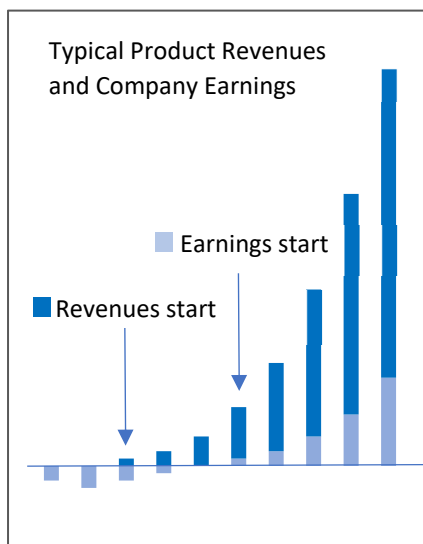 Typical Product Revenues
and Company Earnings
Earnings start
Revenues start